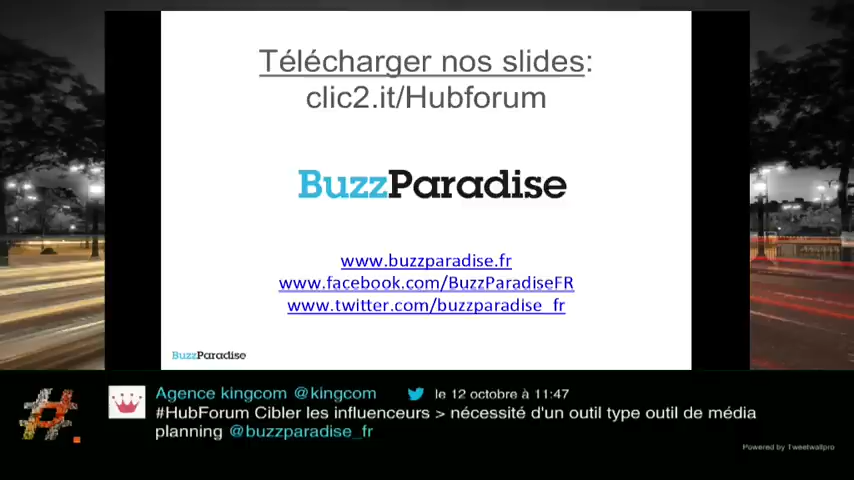 Télécharger nos slides:
clic2.it/Hubforum
BuzzParadise
www.buzzparadise.fr
www.facebook.com/BuzzParadiseFR
www.twitter.com/buzzparadise_fr
BuzzParadise
Agence kingcom @kingcom le 12 octobre à 11:47
#HubForum Cibler les influenceurs > nécessité d'un outil type outil de média
planning @buzzparadise_fr
Powered by Tweetwallpro